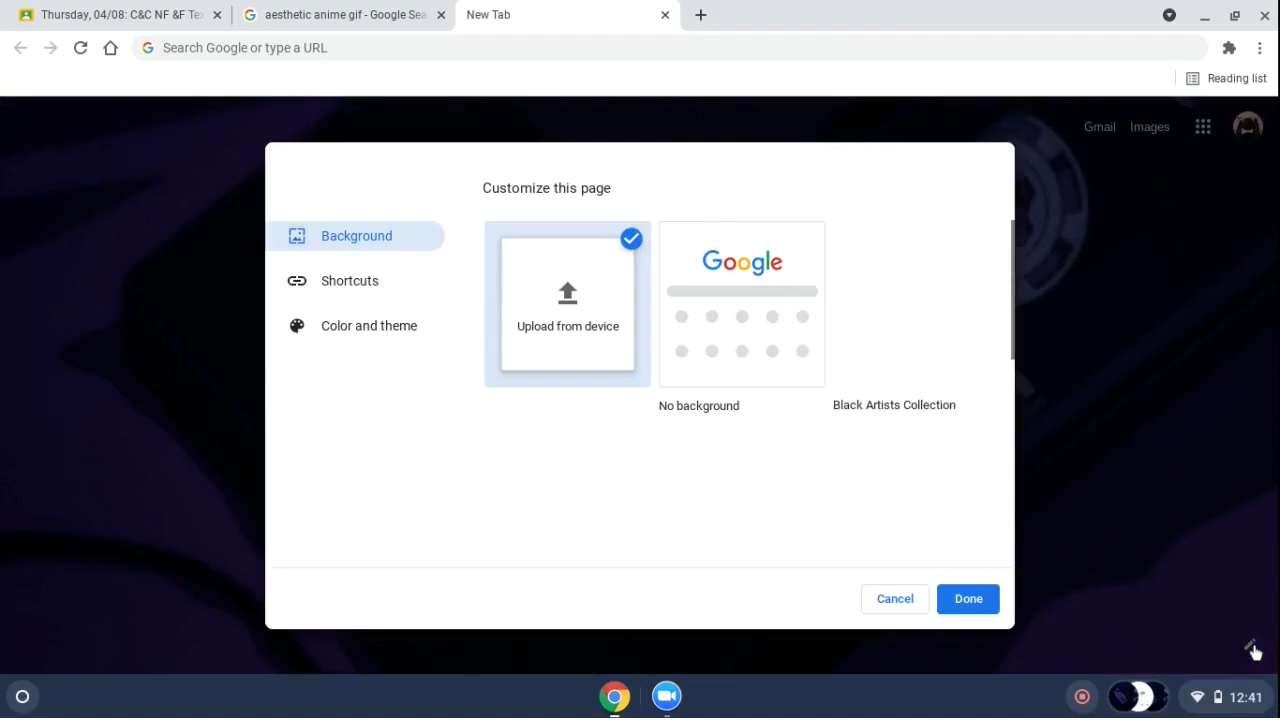 Thursday, 04/08: C&C NF &F Te
aesthetic anime gif - Google Sea
New Tab
Search Google or type a URL
Reading list
Gmail
Images
Customize this page
Background
Shortcuts
Color and theme
Upload from device
Google
No background
Black Artists Collection
Cancel
Done
12:41